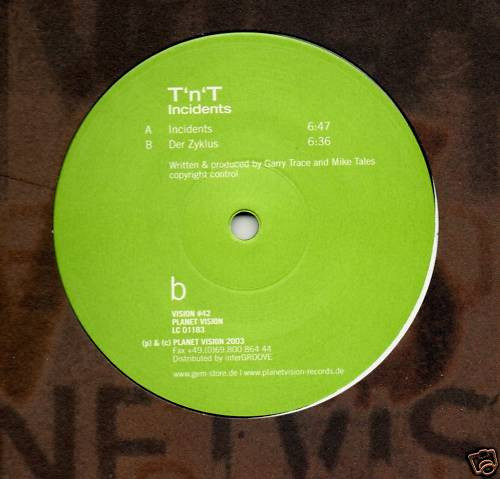 T'n'T
Incidents
A Incidents 6:47
B Der Zyklus 6:36
Written & produced by Garry Trace and Mike Tales
copyright control
b
VISION #42
PLANET VISION
LC 01183
(p) & (c) PLANET VISION 2003
Fax +49.(0)69.800 864 44
Distributed by interGROOVE
www.gem-store.de | www.planetvision-records.de
NETVIS